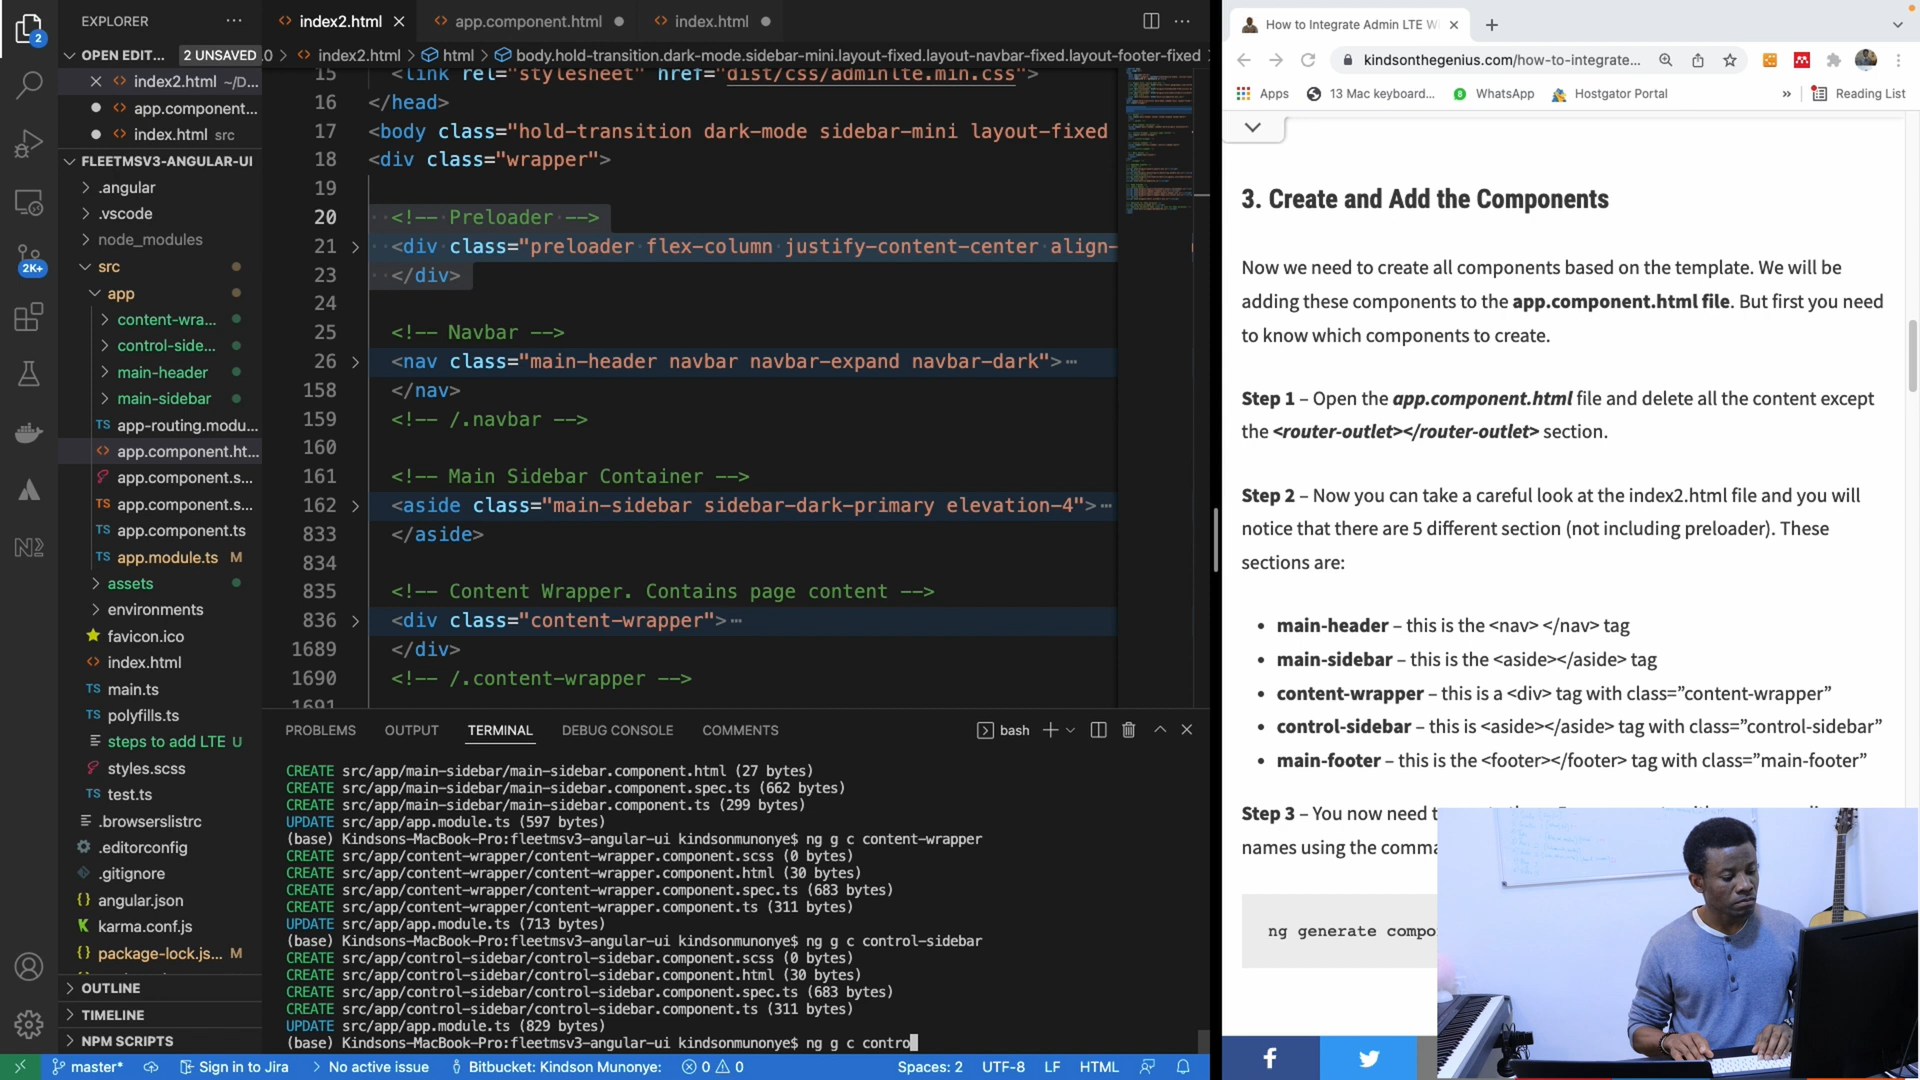 EXPLORER
OPEN EDIT... 2 UNSAVED
index2.html ~/D...
app.component...
index.html src
FLEETMSV3-ANGULAR-UI
.angular
.vscode
node_modules
src
app
content-wra...
control-side...
main-header
main-sidebar
app-routing.modu...
app.component.ht...
app.component.s...
app.component.s...
app.component.ts
app.module.ts M
assets
environments
favicon.ico
index.html
main.ts
polyfills.ts
steps to add LTE U
styles.scss
test.ts
.browserslistrc
.editorconfig
.gitignore
angular.json
karma.conf.js
package-lock.js... M
OUTLINE
TIMELINE
NPM SCRIPTS
2
2K+
index2.html
app.component.html
index.html
.0 > index2.html > html > body.hold-transition.dark-mode.sidebar-mini.layout-fixed.layout-navbar-fixed.layout-footer-fixed
15 <link rel="stylesheet" href="dist/css/adminlte.min.css">
16 </head>
17 <body class="hold-transition dark-mode sidebar-mini layout-fixed
18 <div class="wrapper">
19
20 <!-- Preloader -->
21 <div class="preloader flex-column justify-content-center align-
23 </div>
24
25 <!-- Navbar -->
26 <nav class="main-header navbar navbar-expand navbar-dark">⋯
158 </nav>
159 <!-- /.navbar -->
160
161 <!-- Main Sidebar Container -->
162 <aside class="main-sidebar sidebar-dark-primary elevation-4">⋯
833 </aside>
834
835 <!-- Content Wrapper. Contains page content -->
836 <div class="content-wrapper">⋯
1689 </div>
1690 <!-- /.content-wrapper -->
1691
PROBLEMS OUTPUT TERMINAL DEBUG CONSOLE COMMENTS bash
CREATE src/app/main-sidebar/main-sidebar.component.html (27 bytes)
CREATE src/app/main-sidebar/main-sidebar.component.spec.ts (662 bytes)
CREATE src/app/main-sidebar/main-sidebar.component.ts (299 bytes)
UPDATE src/app/app.module.ts (597 bytes)
(base) Kindsons-MacBook-Pro:fleetmsv3-angular-ui kindsonmunonye$ ng g c content-wrapper
CREATE src/app/content-wrapper/content-wrapper.component.scss (0 bytes)
CREATE src/app/content-wrapper/content-wrapper.component.html (30 bytes)
CREATE src/app/content-wrapper/content-wrapper.component.spec.ts (683 bytes)
CREATE src/app/content-wrapper/content-wrapper.component.ts (311 bytes)
UPDATE src/app/app.module.ts (713 bytes)
(base) Kindsons-MacBook-Pro:fleetmsv3-angular-ui kindsonmunonye$ ng g c control-sidebar
CREATE src/app/control-sidebar/control-sidebar.component.scss (0 bytes)
CREATE src/app/control-sidebar/control-sidebar.component.html (30 bytes)
CREATE src/app/control-sidebar/control-sidebar.component.spec.ts (683 bytes)
CREATE src/app/control-sidebar/control-sidebar.component.ts (311 bytes)
UPDATE src/app/app.module.ts (829 bytes)
(base) Kindsons-MacBook-Pro:fleetmsv3-angular-ui kindsonmunonye$ ng g c contro
master* Sign in to Jira No active issue Bitbucket: Kindson Munonye: 0 0 Spaces: 2 UTF-8 LF HTML
How to Integrate Admin LTE W
kindsonthegenius.com/how-to-integrate...
Apps 13 Mac keyboard... WhatsApp Hostgator Portal » Reading List
3. Create and Add the Components
Now we need to create all components based on the template. We will be
adding these components to the app.component.html file. But first you need
to know which components to create.
Step 1 – Open the app.component.html file and delete all the content except
the <router-outlet></router-outlet> section.
Step 2 – Now you can take a careful look at the index2.html file and you will
notice that there are 5 different section (not including preloader). These
sections are:
• main-header – this is the <nav> </nav> tag
• main-sidebar – this is the <aside></aside> tag
• content-wrapper – this is a <div> tag with class=”content-wrapper”
• control-sidebar – this is <aside></aside> tag with class=”control-sidebar”
• main-footer – this is the <footer></footer> tag with class=”main-footer”
Step 3 – You now need t
names using the comma
ng generate compo